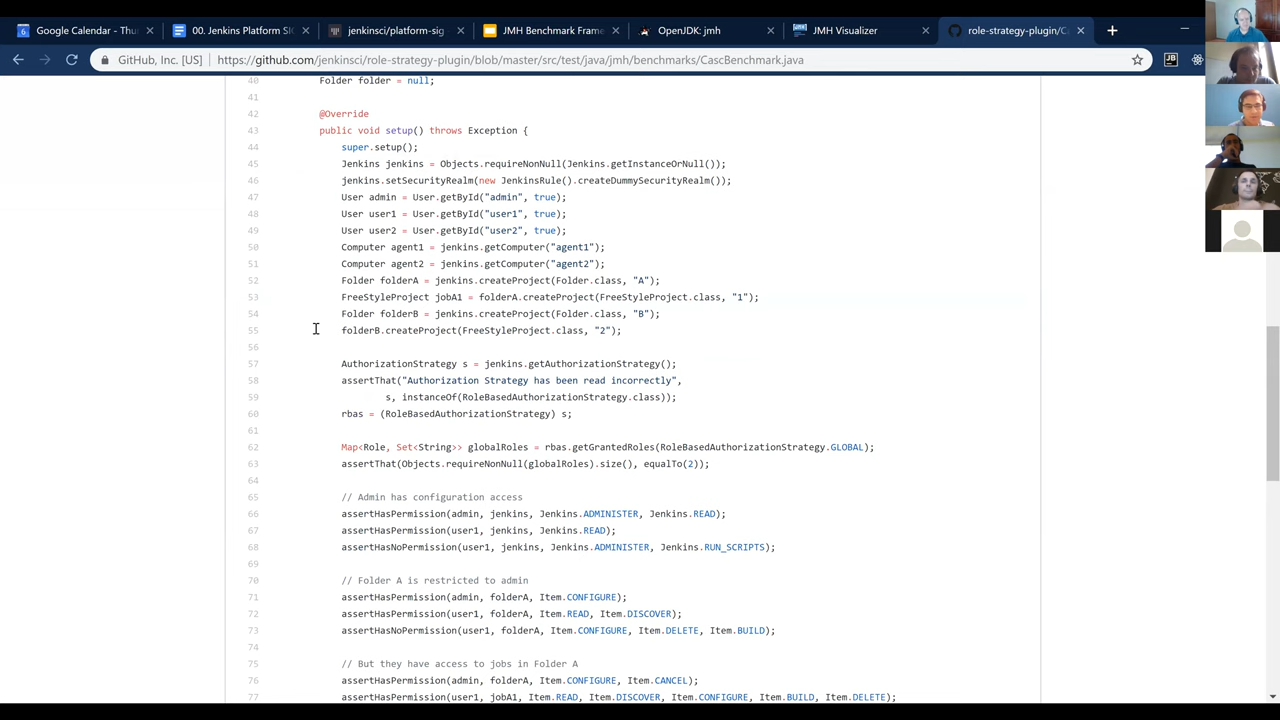 Google Calendar - Thu
00. Jenkins Platform SIG
jenkinsci/platform-sig -
JMH Benchmark Frame
OpenJDK: jmh
JMH Visualizer
role-strategy-plugin/Ca
GitHub, Inc. [US]
https://github.com/jenkinsci/role-strategy-plugin/blob/master/src/test/java/jmh/benchmarks/CascBenchmark.java
40 Folder folder = null;
41
42 @Override
43 public void setup() throws Exception {
44 super.setup();
45 Jenkins jenkins = Objects.requireNonNull(Jenkins.getInstanceOrNull());
46 jenkins.setSecurityRealm(new JenkinsRule().createDummySecurityRealm());
47 User admin = User.getById("admin", true);
48 User user1 = User.getById("user1", true);
49 User user2 = User.getById("user2", true);
50 Computer agent1 = jenkins.getComputer("agent1");
51 Computer agent2 = jenkins.getComputer("agent2");
52 Folder folderA = jenkins.createProject(Folder.class, "A");
53 FreeStyleProject jobA1 = folderA.createProject(FreeStyleProject.class, "1");
54 Folder folderB = jenkins.createProject(Folder.class, "B");
55 folderB.createProject(FreeStyleProject.class, "2");
56
57 AuthorizationStrategy s = jenkins.getAuthorizationStrategy();
58 assertThat("Authorization Strategy has been read incorrectly",
59 s, instanceOf(RoleBasedAuthorizationStrategy.class));
60 rbas = (RoleBasedAuthorizationStrategy) s;
61
62 Map<Role, Set<String>> globalRoles = rbas.getGrantedRoles(RoleBasedAuthorizationStrategy.GLOBAL);
63 assertThat(Objects.requireNonNull(globalRoles).size(), equalTo(2));
64
65 // Admin has configuration access
66 assertHasPermission(admin, jenkins, Jenkins.ADMINISTER, Jenkins.READ);
67 assertHasPermission(user1, jenkins, Jenkins.READ);
68 assertHasNoPermission(user1, jenkins, Jenkins.ADMINISTER, Jenkins.RUN_SCRIPTS);
69
70 // Folder A is restricted to admin
71 assertHasPermission(admin, folderA, Item.CONFIGURE);
72 assertHasPermission(user1, folderA, Item.READ, Item.DISCOVER);
73 assertHasNoPermission(user1, folderA, Item.CONFIGURE, Item.DELETE, Item.BUILD);
74
75 // But they have access to jobs in Folder A
76 assertHasPermission(admin, folderA, Item.CONFIGURE, Item.CANCEL);
77 assertHasPermission(user1, jobA1, Item.READ, Item.DISCOVER, Item.CONFIGURE, Item.BUILD, Item.DELETE);